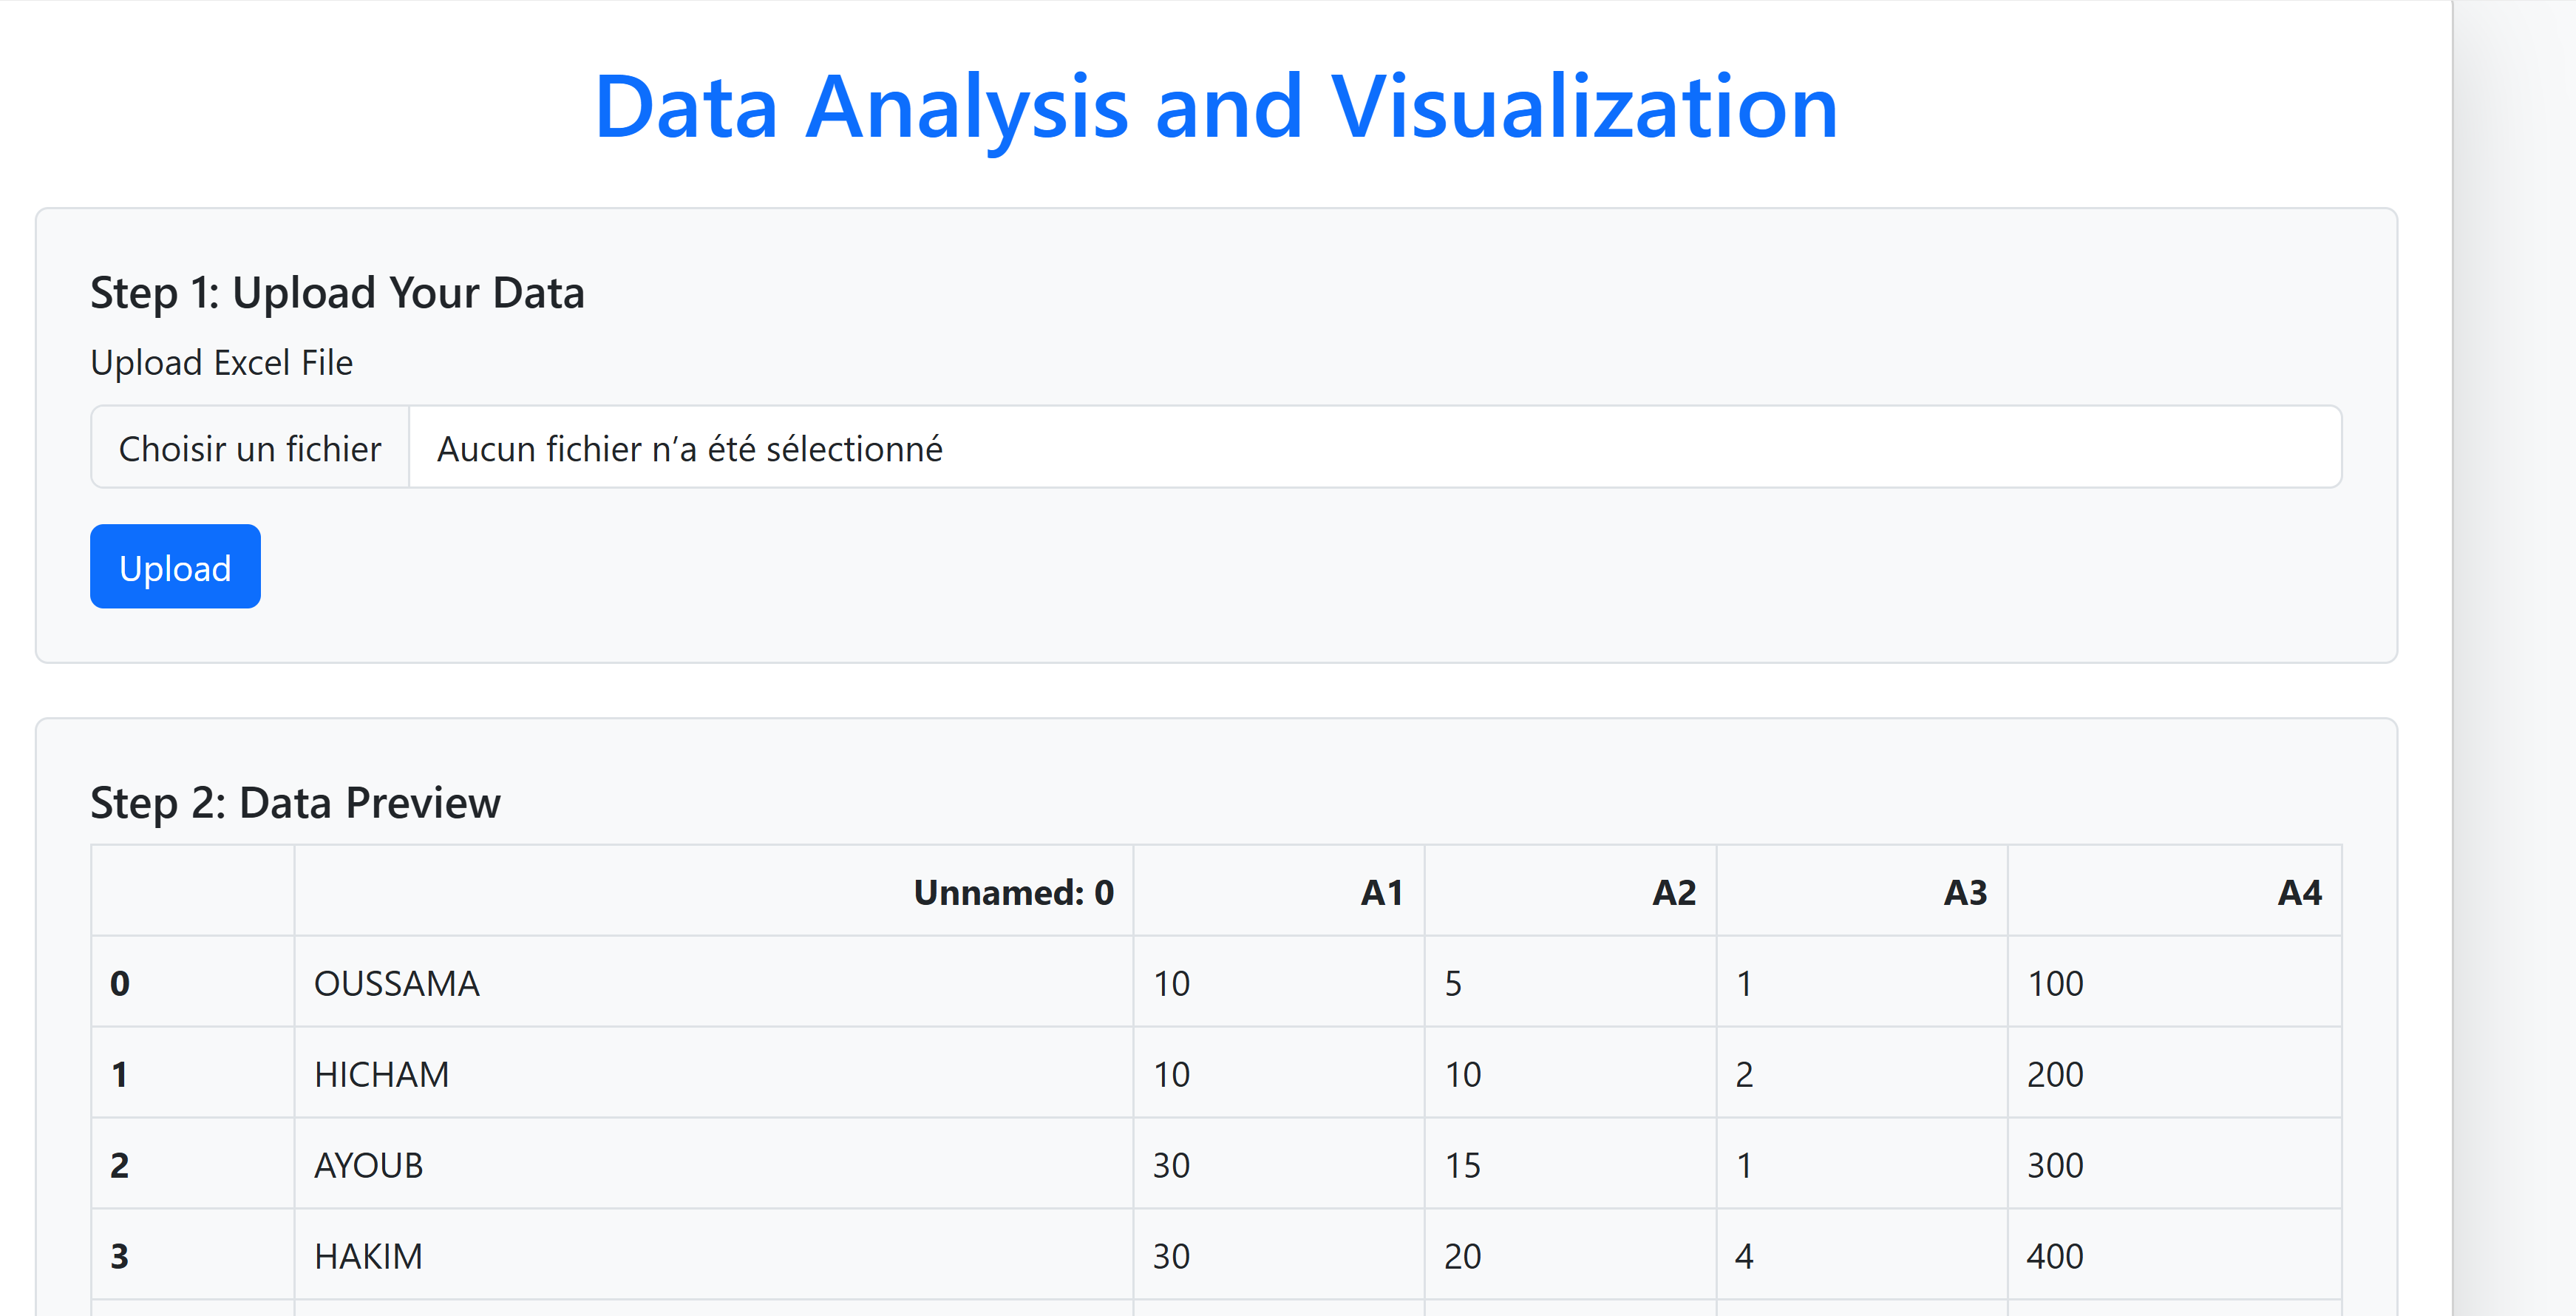 Data Analysis and Visualization
Step 1: Upload Your Data
Upload Excel File
Choisir un fichier Aucun fichier n’a été sélectionné
Upload
Step 2: Data Preview
Unnamed: 0 A1 A2 A3 A4
0 OUSSAMA 10 5 1 100
1 HICHAM 10 10 2 200
2 AYOUB 30 15 1 300
3 HAKIM 30 20 4 400